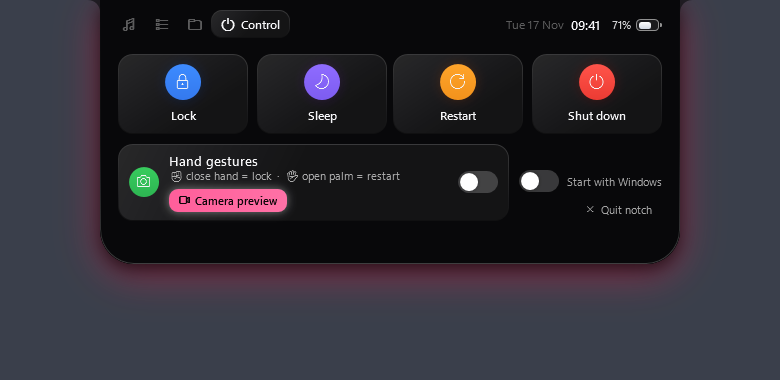 Control
Tue 17 Nov 09:41 71%
Lock
Sleep
Restart
Shut down
Hand gestures
close hand = lock · open palm = restart
Camera preview
Start with Windows
Quit notch